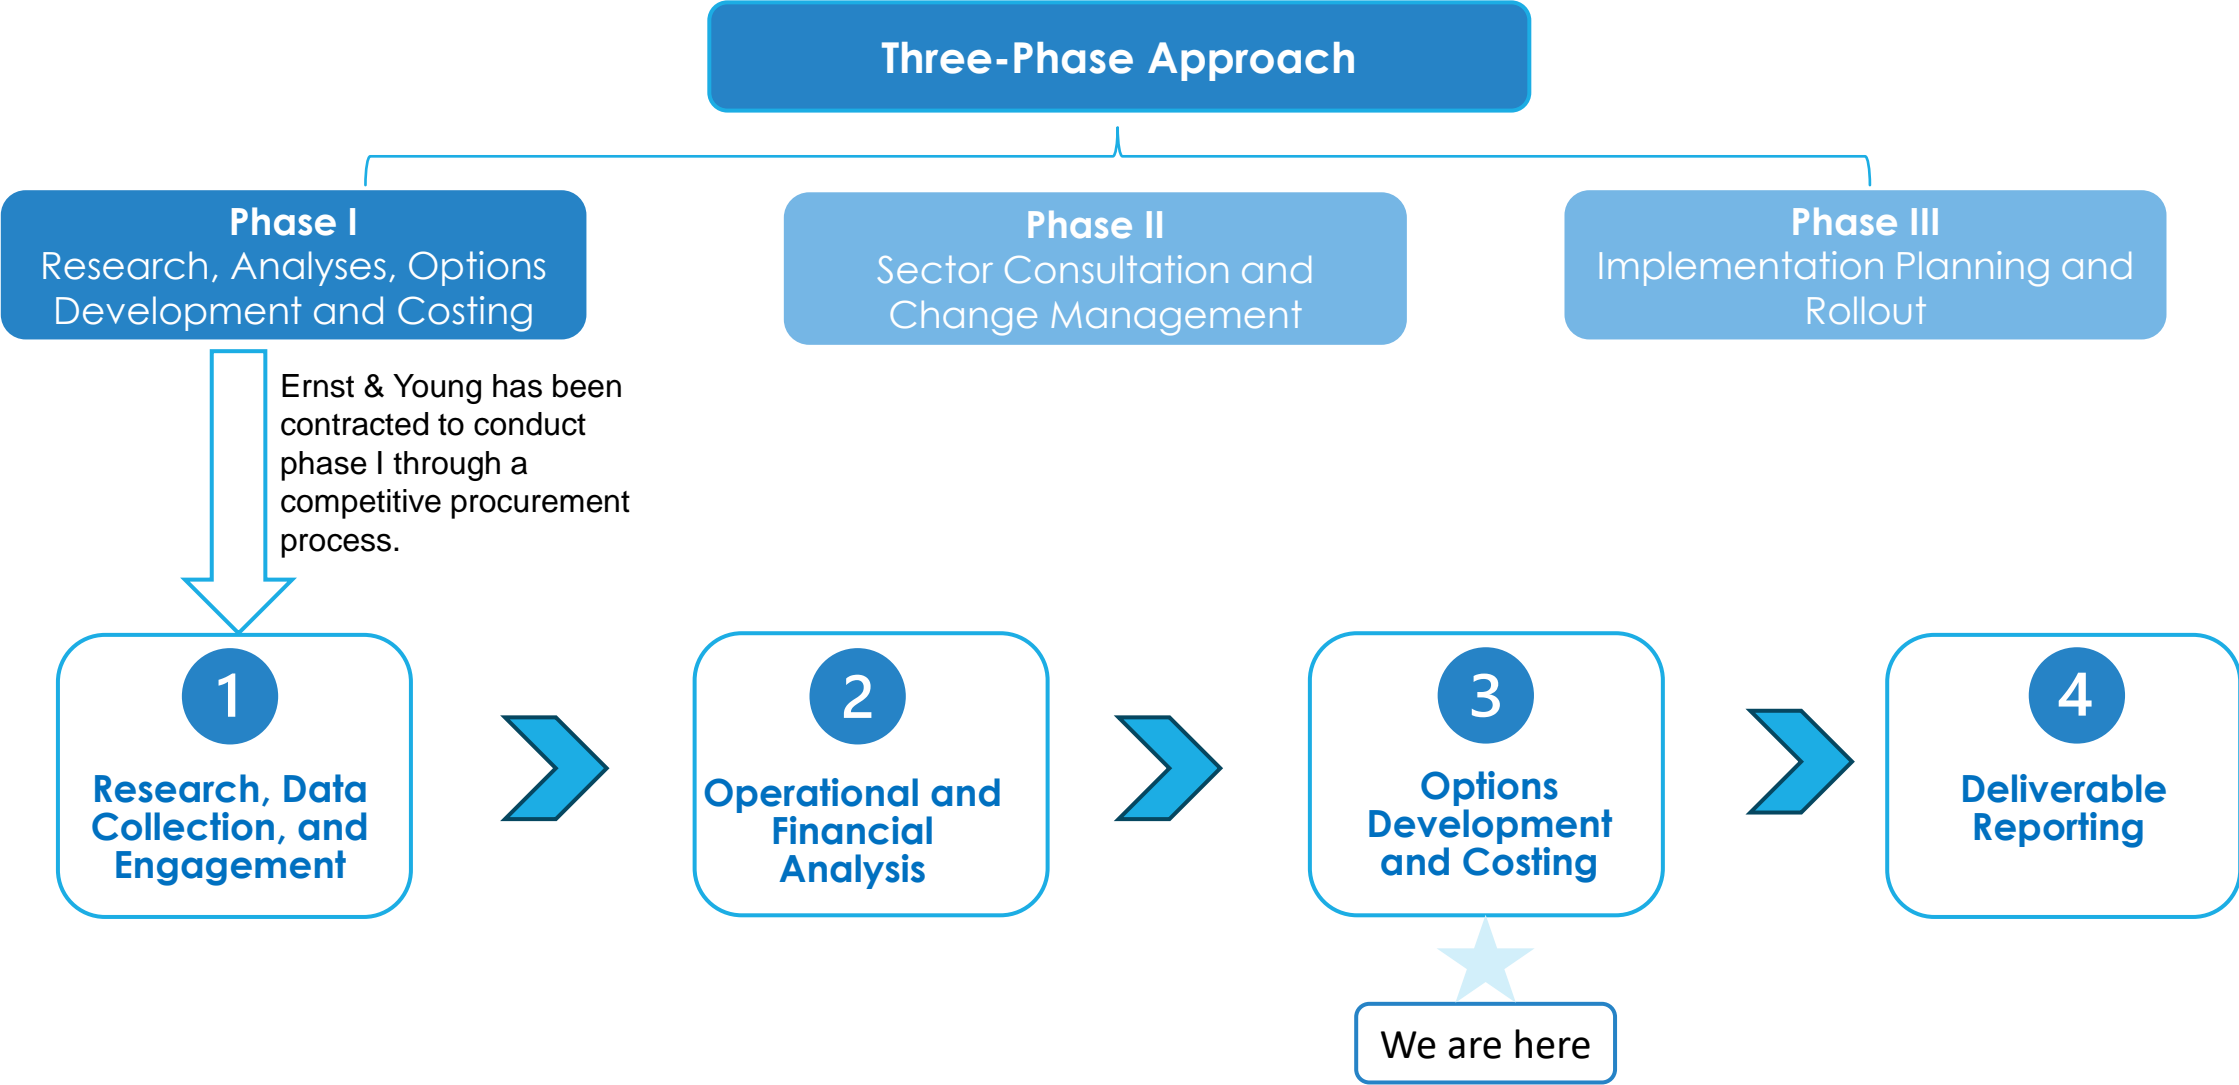 Three-Phase Approach
Phase I
Research, Analyses, Options
Development and Costing
Phase II
Sector Consultation and
Change Management
Phase III
Implementation Planning and
Rollout
Ernst & Young has been
contracted to conduct
phase I through a
competitive procurement
process.
1
Research, Data
Collection, and
Engagement
2
Operational and
Financial
Analysis
3
Options
Development
and Costing
4
Deliverable
Reporting
We are here